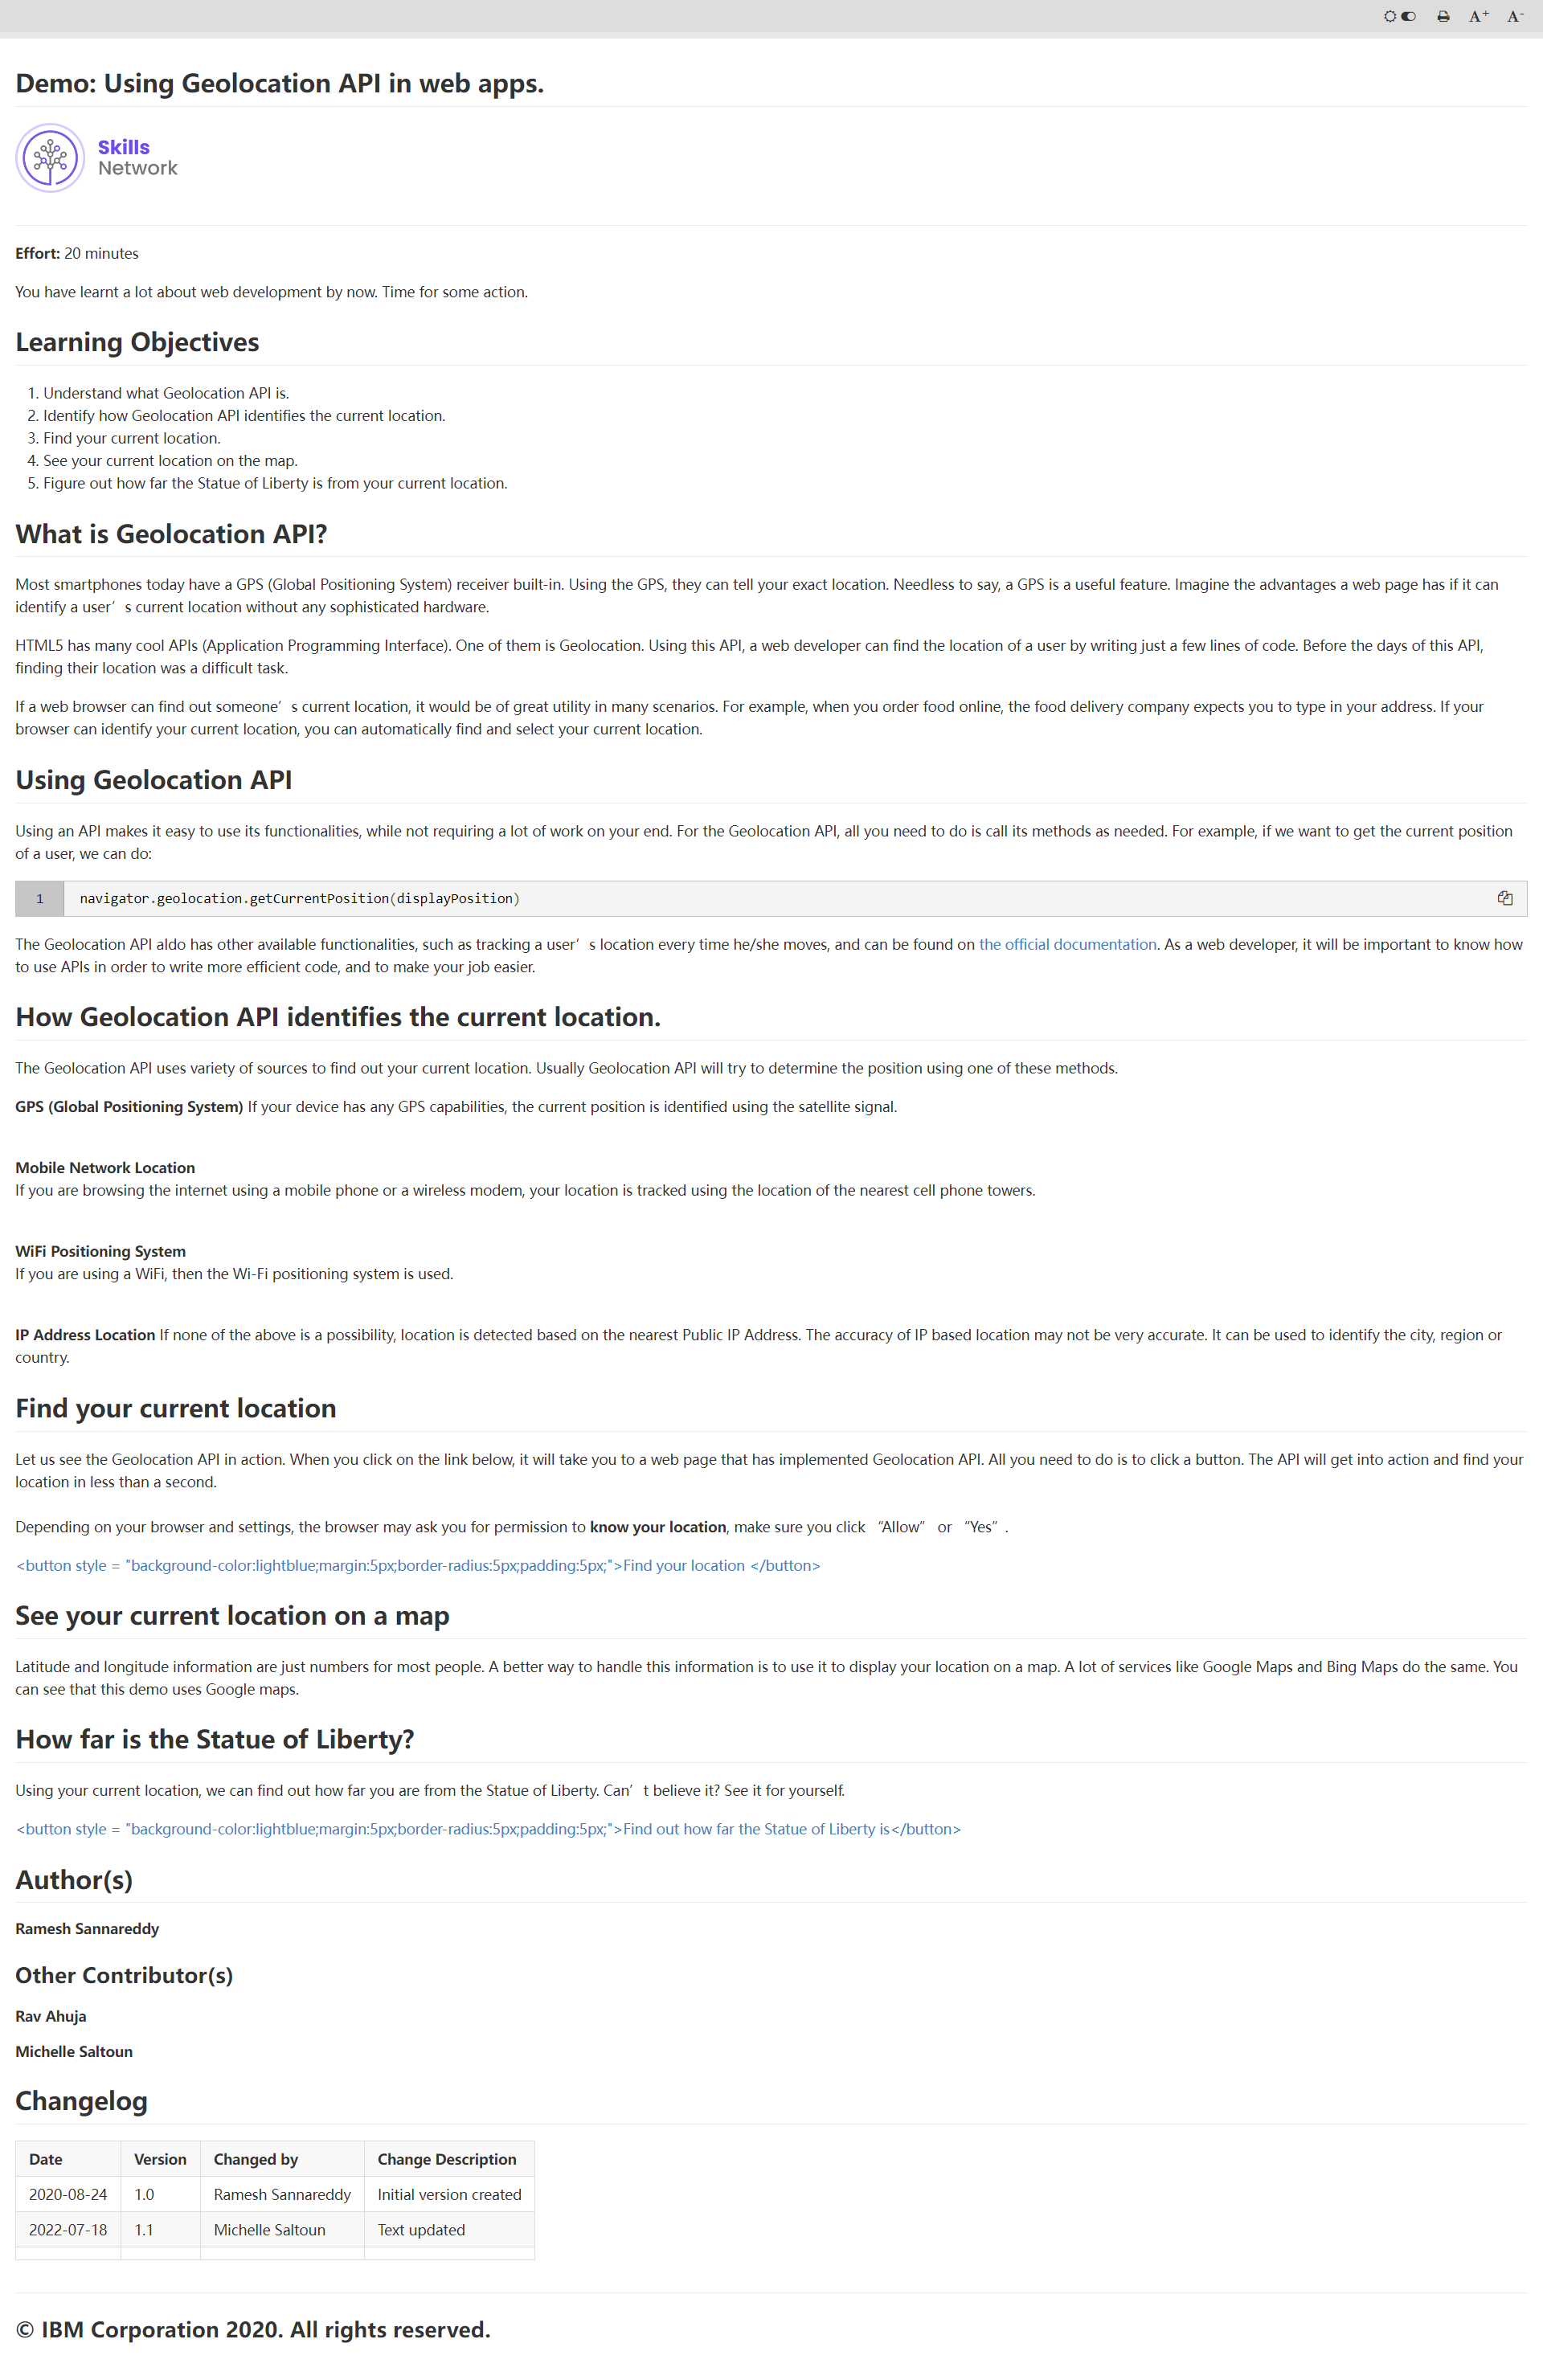 A+ A-
Demo: Using Geolocation API in web apps.
Skills
Network
Effort: 20 minutes
You have learnt a lot about web development by now. Time for some action.
Learning Objectives
1. Understand what Geolocation API is.
2. Identify how Geolocation API identifies the current location.
3. Find your current location.
4. See your current location on the map.
5. Figure out how far the Statue of Liberty is from your current location.
What is Geolocation API?
Most smartphones today have a GPS (Global Positioning System) receiver built-in. Using the GPS, they can tell your exact location. Needless to say, a GPS is a useful feature. Imagine the advantages a web page has if it can
identify a user’s current location without any sophisticated hardware.
HTML5 has many cool APIs (Application Programming Interface). One of them is Geolocation. Using this API, a web developer can find the location of a user by writing just a few lines of code. Before the days of this API,
finding their location was a difficult task.
If a web browser can find out someone’s current location, it would be of great utility in many scenarios. For example, when you order food online, the food delivery company expects you to type in your address. If your
browser can identify your current location, you can automatically find and select your current location.
Using Geolocation API
Using an API makes it easy to use its functionalities, while not requiring a lot of work on your end. For the Geolocation API, all you need to do is call its methods as needed. For example, if we want to get the current position
of a user, we can do:
1 navigator.geolocation.getCurrentPosition(displayPosition)
The Geolocation API aldo has other available functionalities, such as tracking a user’s location every time he/she moves, and can be found on the official documentation. As a web developer, it will be important to know how
to use APIs in order to write more efficient code, and to make your job easier.
How Geolocation API identifies the current location.
The Geolocation API uses variety of sources to find out your current location. Usually Geolocation API will try to determine the position using one of these methods.
GPS (Global Positioning System) If your device has any GPS capabilities, the current position is identified using the satellite signal.
Mobile Network Location
If you are browsing the internet using a mobile phone or a wireless modem, your location is tracked using the location of the nearest cell phone towers.
WiFi Positioning System
If you are using a WiFi, then the Wi-Fi positioning system is used.
IP Address Location If none of the above is a possibility, location is detected based on the nearest Public IP Address. The accuracy of IP based location may not be very accurate. It can be used to identify the city, region or
country.
Find your current location
Let us see the Geolocation API in action. When you click on the link below, it will take you to a web page that has implemented Geolocation API. All you need to do is to click a button. The API will get into action and find your
location in less than a second.
Depending on your browser and settings, the browser may ask you for permission to know your location, make sure you click “Allow” or “Yes”.
<button style = "background-color:lightblue;margin:5px;border-radius:5px;padding:5px;">Find your location </button>
See your current location on a map
Latitude and longitude information are just numbers for most people. A better way to handle this information is to use it to display your location on a map. A lot of services like Google Maps and Bing Maps do the same. You
can see that this demo uses Google maps.
How far is the Statue of Liberty?
Using your current location, we can find out how far you are from the Statue of Liberty. Can’t believe it? See it for yourself.
<button style = "background-color:lightblue;margin:5px;border-radius:5px;padding:5px;">Find out how far the Statue of Liberty is</button>
Author(s)
Ramesh Sannareddy
Other Contributor(s)
Rav Ahuja
Michelle Saltoun
Changelog
Date Version Changed by Change Description
2020-08-24 1.0 Ramesh Sannareddy Initial version created
2022-07-18 1.1 Michelle Saltoun Text updated
© IBM Corporation 2020. All rights reserved.